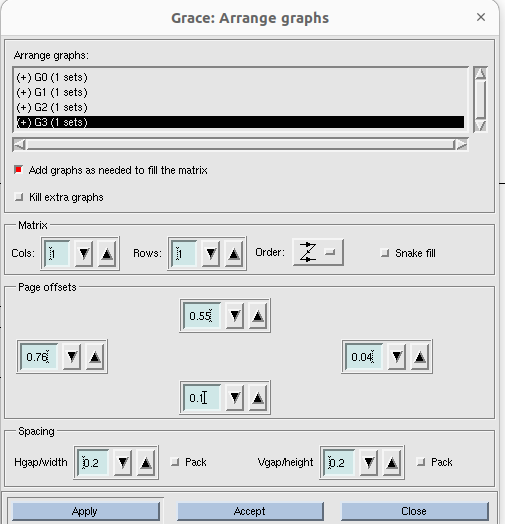 Grace: Arrange graphs
Arrange graphs:
(+) G0 (1 sets)
(+) G1 (1 sets)
(+) G2 (1 sets)
(+) G3 (1 sets)
Add graphs as needed to fill the matrix
Kill extra graphs
Matrix
Cols: 1 Rows: 1 Order: Snake fill
Page offsets
0.55
0.76 0.04
0.1
Spacing
Hgap/width 0.2 Pack Vgap/height 0.2 Pack
Apply Accept Close